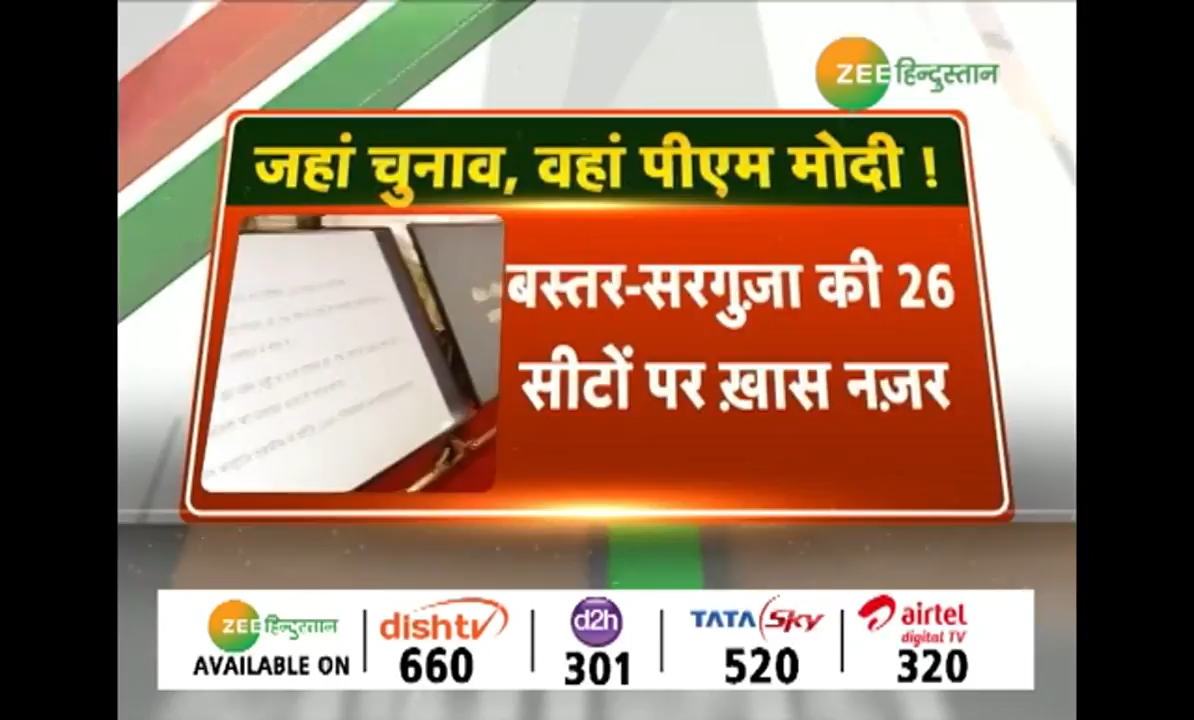 ZEE हिन्दुस्तान
जहां चुनाव, वहां पीएम मोदी !
बस्तर-सरगुज़ा की 26
सीटों पर ख़ास नज़र
ZEE हिन्दुस्तान
AVAILABLE ON
dishtv
660
d2h
301
TATA Sky
520
airtel
digital TV
320